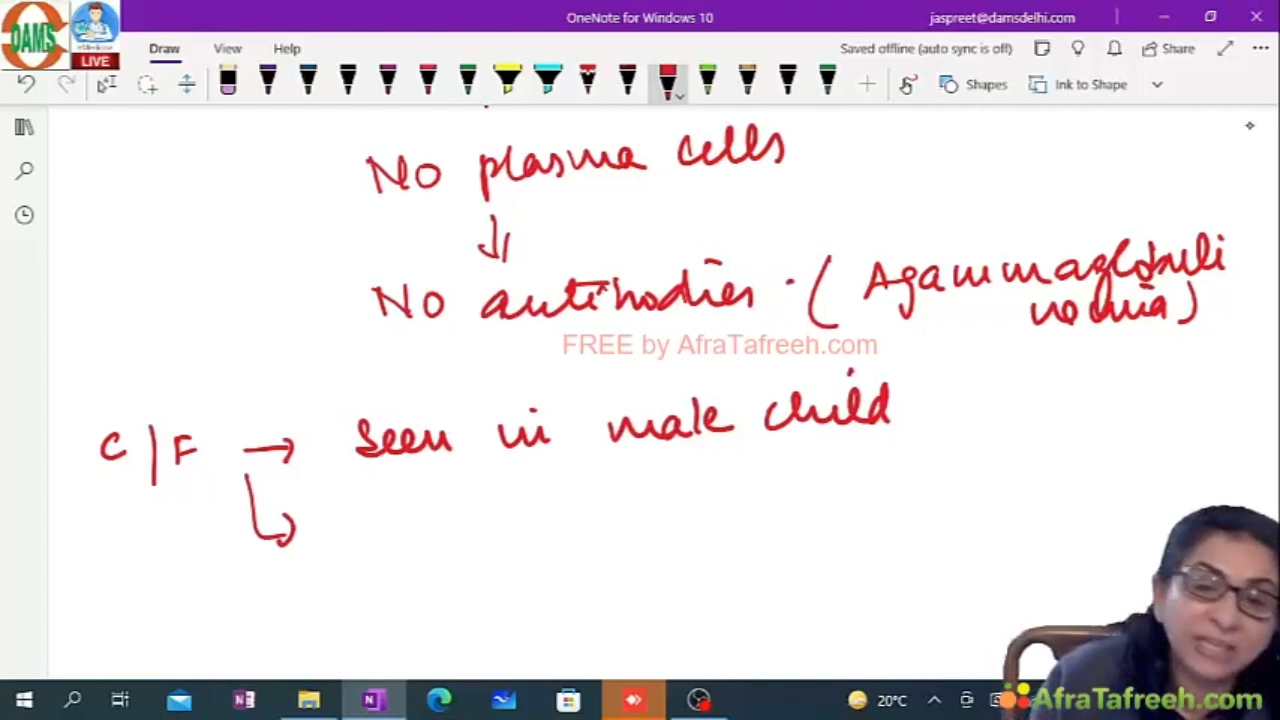 DAMS
eMedicoz
LIVE
OneNote for Windows 10
jaspreet@damsdelhi.com
Draw
View
Help
Saved offline (auto sync is off)
Share
Shapes
Ink to Shape
No plasma cells
No antibodies . ( Agammaglobuli
nemia)
FREE by AfraTafreeh.com
C/F → Seen in male child
20°C
AfraTafreeh.com